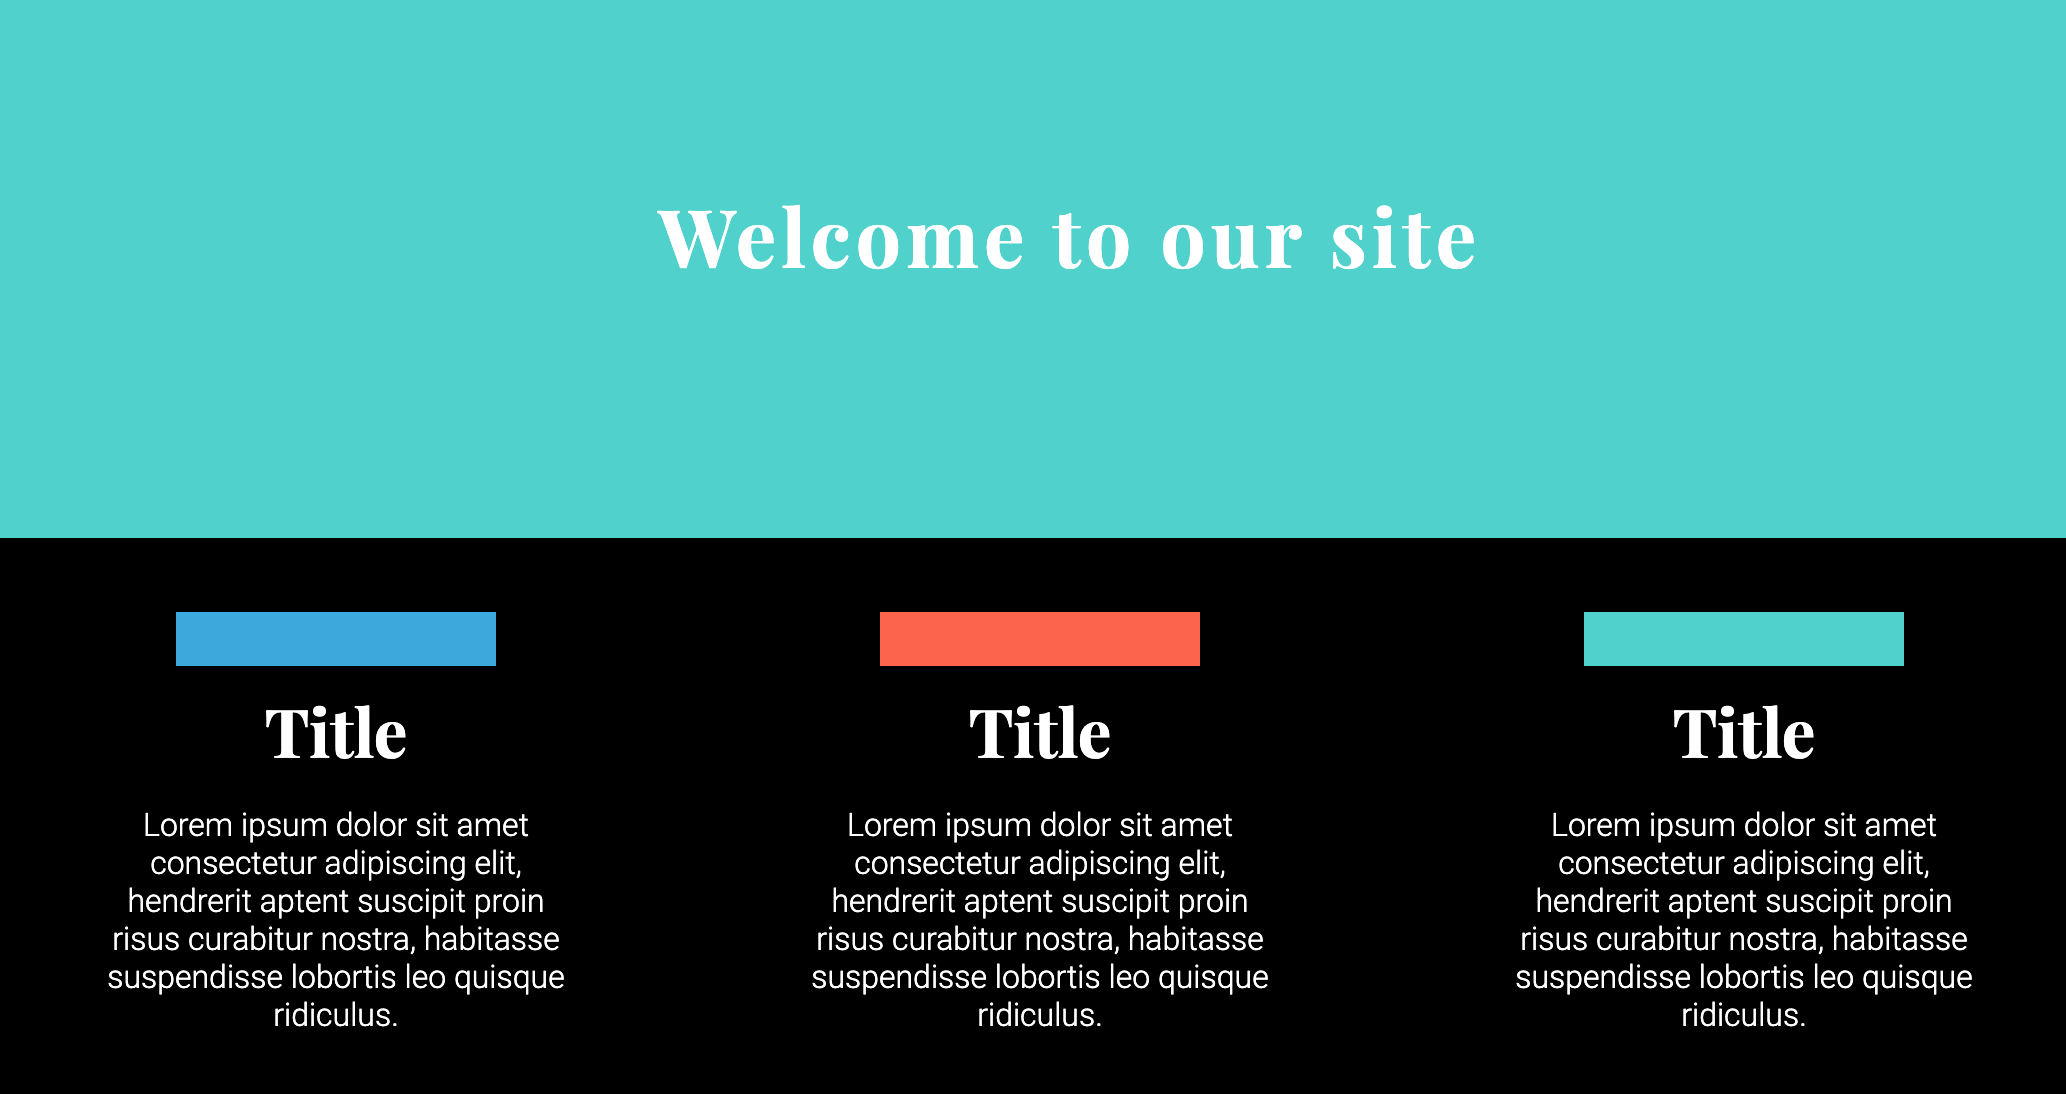 Welcome to our site
Title
Lorem ipsum dolor sit amet
consectetur adipiscing elit,
hendrerit aptent suscipit proin
risus curabitur nostra, habitasse
suspendisse lobortis leo quisque
ridiculus.
Title
Lorem ipsum dolor sit amet
consectetur adipiscing elit,
hendrerit aptent suscipit proin
risus curabitur nostra, habitasse
suspendisse lobortis leo quisque
ridiculus.
Title
Lorem ipsum dolor sit amet
consectetur adipiscing elit,
hendrerit aptent suscipit proin
risus curabitur nostra, habitasse
suspendisse lobortis leo quisque
ridiculus.